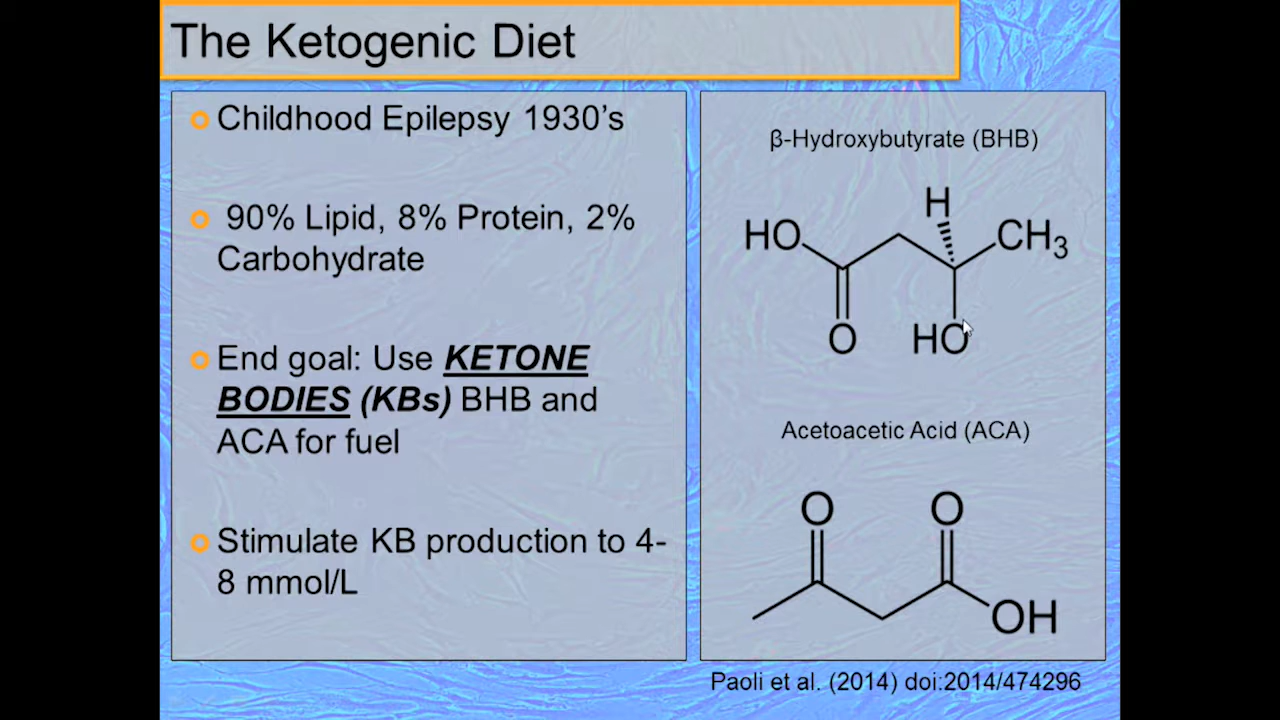 The Ketogenic Diet
Childhood Epilepsy 1930's
90% Lipid, 8% Protein, 2%
Carbohydrate
End goal: Use KETONE
BODIES (KBs) BHB and
ACA for fuel
Stimulate KB production to 4-
8 mmol/L
β-Hydroxybutyrate (BHB)
H
HO
CH3
O
HO
Acetoacetic Acid (ACA)
O
O
OH
Paoli et al. (2014) doi:2014/474296